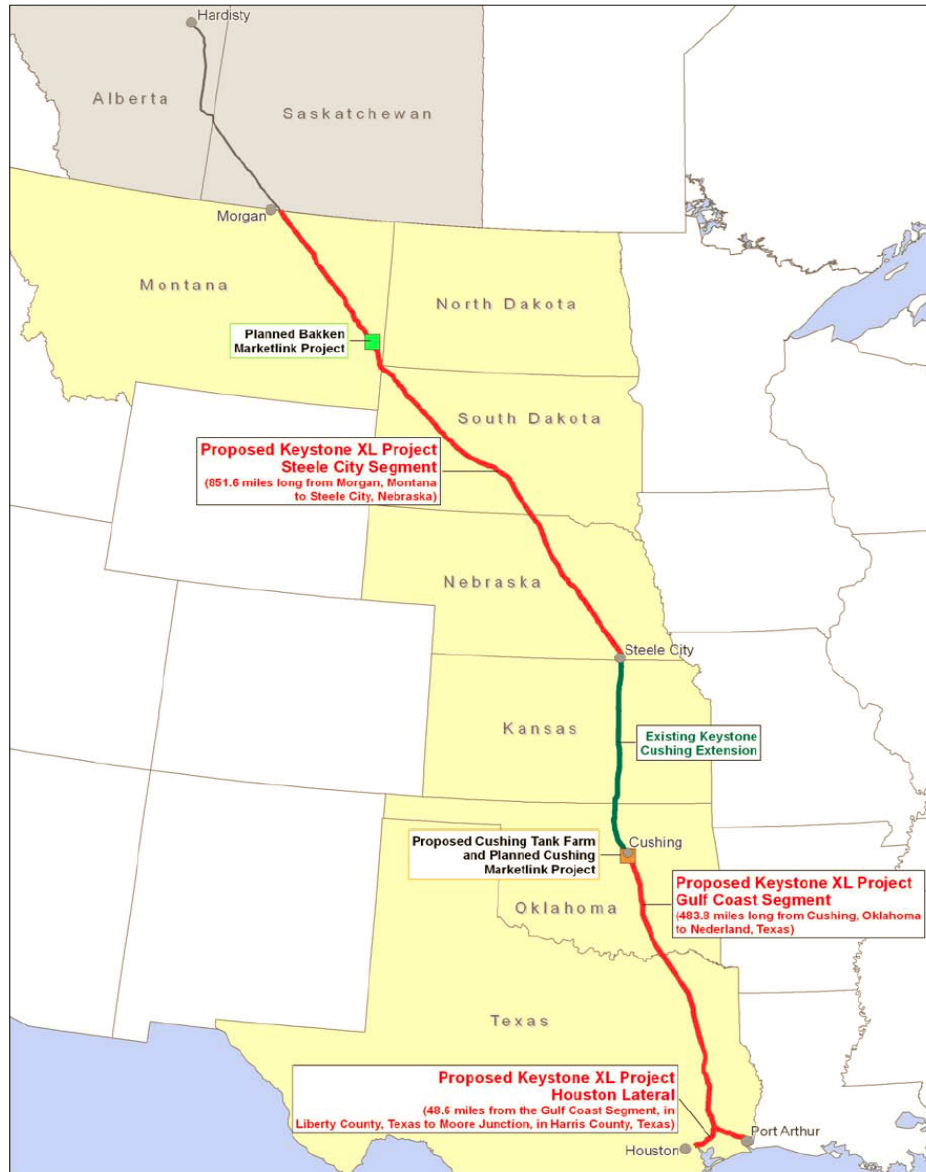 Hardisty
Alberta
Saskatchewan
Morgan
Montana
North Dakota
Planned Bakken
Marketlink Project
South Dakota
Proposed Keystone XL Project
Steele City Segment
(851.6 miles long from Morgan, Montana
to Steele City, Nebraska)
Nebraska
Steele City
Kansas
Existing Keystone
Cushing Extension
Proposed Cushing Tank Farm
and Planned Cushing
Marketlink Project
Cushing
Proposed Keystone XL Project
Gulf Coast Segment
(483.8 miles long from Cushing, Oklahoma
to Nederland, Texas)
Oklahoma
Texas
Proposed Keystone XL Project
Houston Lateral
(48.6 miles from the Gulf Coast Segment, in
Liberty County, Texas to Moore Junction, in Harris County, Texas)
Port Arthur
Houston